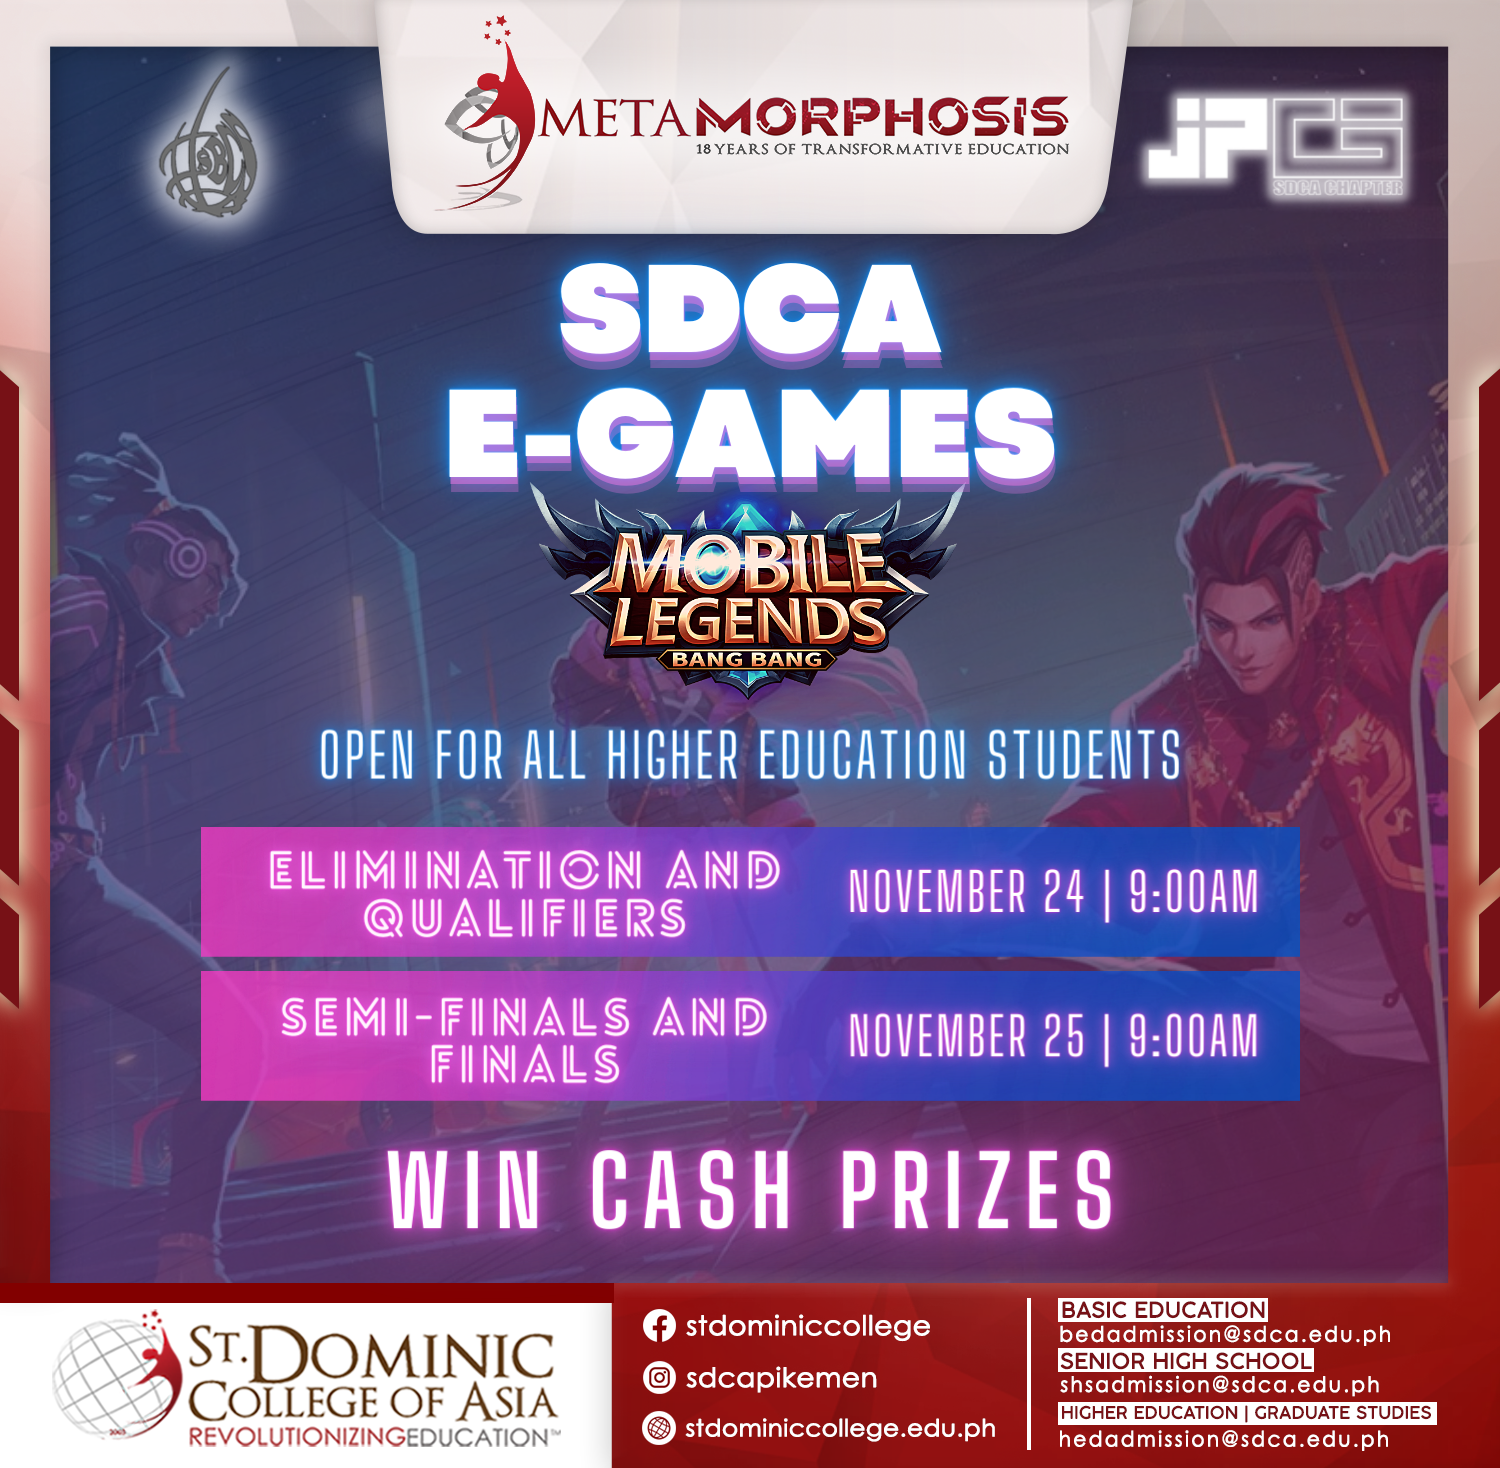 METAMORPHOSIS
18 YEARS OF TRANSFORMATIVE EDUCATION
JPCS
SDCA CHAPTER
SDCA
E-GAMES
MOBILE
LEGENDS
BANG BANG
OPEN FOR ALL HIGHER EDUCATION STUDENTS
ELIMINATION AND
QUALIFIERS
NOVEMBER 24 | 9:00AM
SEMI-FINALS AND
FINALS
NOVEMBER 25 | 9:00AM
WIN CASH PRIZES
ST. DOMINIC
COLLEGE OF ASIA
REVOLUTIONIZINGEDUCATION™
2003
stdominiccollege
sdcapikemen
stdominiccollege.edu.ph
BASIC EDUCATION
bedadmission@sdca.edu.ph
SENIOR HIGH SCHOOL
shsadmission@sdca.edu.ph
HIGHER EDUCATION | GRADUATE STUDIES
hedadmission@sdca.edu.ph